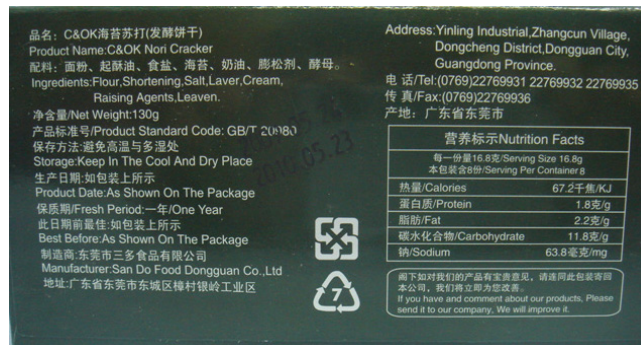 品名: C&OK海苔苏打(发酵饼干)
Product Name:C&OK Nori Cracker
配料: 面粉、起酥油、食盐、海苔、奶油、膨松剂、酵母。
Ingredients:Flour,Shortening,Salt,Laver,Cream,
Raising Agents,Leaven.
净含量/Net Weight:130g
产品标准号/Product Standard Code: GB/T 20980
保存方法:避免高温与多湿处
Storage:Keep In The Cool And Dry Place
生产日期:如包装上所示
Product Date:As Shown On The Package
保质期/Fresh Period:一年/One Year
此日期前最佳:如包装上所示
Best Before:As Shown On The Package
制造商:东莞市三多食品有限公司
Manufacturer:San Do Food Dongguan Co.,Ltd
地址:广东省东莞市东城区樟村银岭工业区
05.23
7
Address:Yinling Industrial,Zhangcun Village,
Dongcheng District,Dongguan City,
Guangdong Province.
电 话/Tel:(0769)22769931 22769932 22769935
传 真/Fax:(0769)22769936
产地: 广东省东莞市
营养标示Nutrition Facts
每一份量16.8克/Serving Size 16.8g
本包装含8份/Serving Per Container 8
热量/Calories 67.2千焦/KJ
蛋白质/Protein 1.8克/g
脂肪/Fat 2.2克/g
碳水化合物/Carbohydrate 11.8克/g
钠/Sodium 63.8毫克/mg
阁下如对我们的产品有宝贵意见，请连同此包装寄回
本公司，我们将立即为您改善。
If you have and comment about our products, Please
send it to our company, We will improve it.